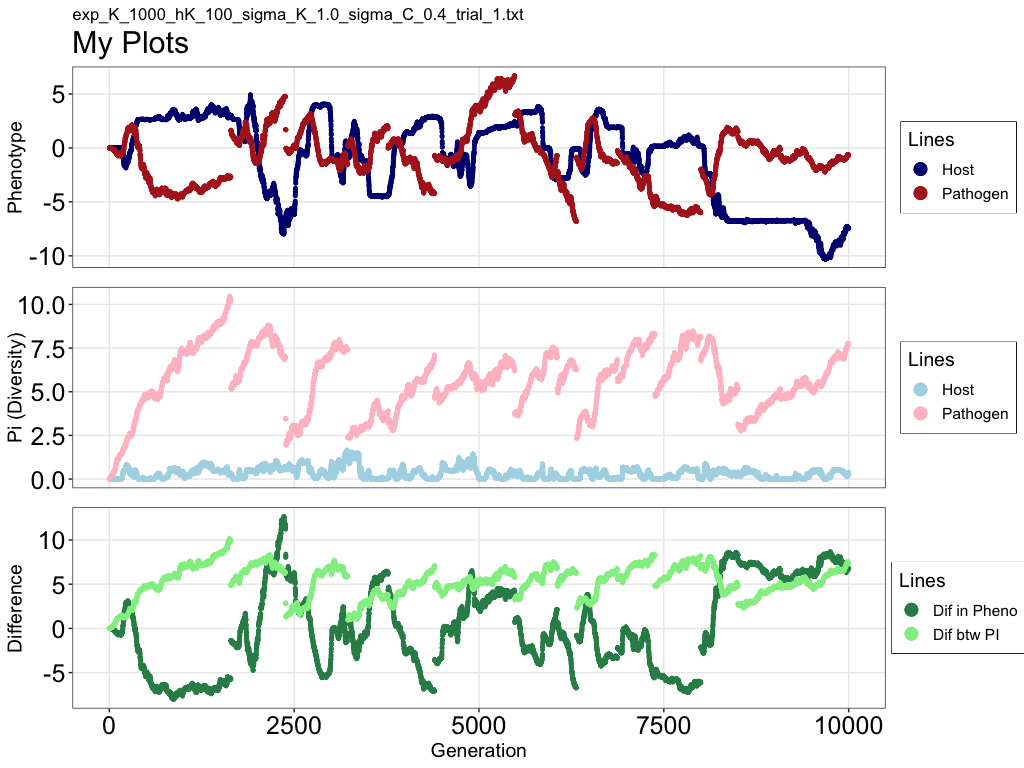 exp_K_1000_hK_100_sigma_K_1.0_sigma_C_0.4_trial_1.txt
My Plots
Phenotype
5
0
-5
-10
Lines
Host
Pathogen
Pi (Diversity)
10.0
7.5
5.0
2.5
0.0
Lines
Host
Pathogen
Difference
10
5
0
-5
Lines
Dif in Pheno
Dif btw PI
0
2500
5000
7500
10000
Generation